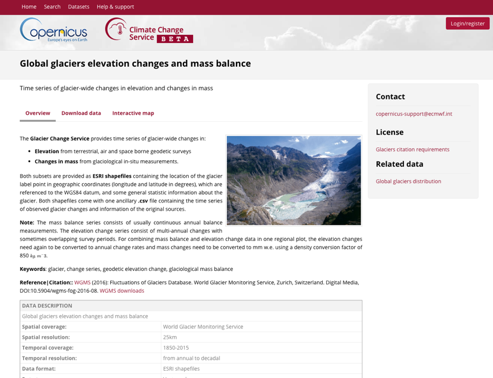 Home Search Datasets Help & support
Login/register
opernicus
Europe's eyes on Earth
Climate Change
Service BETA
Global glaciers elevation changes and mass balance
Time series of glacier-wide changes in elevation and changes in mass
Overview Download data Interactive map
The Glacier Change Service provides time series of glacier-wide changes in:
• Elevation from terrestrial, air and space borne geodetic surveys
• Changes in mass from glaciological in-situ measurements.
Both subsets are provided as ESRI shapefiles containing the location of the glacier
label point in geographic coordinates (longitude and latitude in degrees), which are
referenced to the WGS84 datum, and some general statistic information about the
glacier. Both shapefiles come with one ancillary .csv file containing the time series
of observed glacier changes and information of the original sources.
Note: The mass balance series consists of usually continuous annual balance
measurements. The elevation change series consist of multi-annual changes with
sometimes overlapping survey periods. For combining mass balance and elevation change data in one regional plot, the elevation changes
need again to be converted to annual change rates and mass changes need to be converted to mm w.e. using a density conversion of
850 kg m^-3.
Keywords: glacier, change series, geodetic elevation change, glaciological mass balance
Reference|Citation:: WGMS (2016): Fluctuations of Glaciers Database. World Glacier Monitoring Service, Zurich, Switzerland. Digital Media,
DOI:10.5904/wgms-fog-2016-08. WGMS downloads
DATA DESCRIPTION
Global glaciers elevation changes and mass balance
Spatial coverage: World Glacier Monitoring Service
Spatial resolution: 25km
Temporal coverage: 1850-2015
Temporal resolution: from annual to decadal
Data format: ESRI shapefiles
Contact
copernicus-support@ecmwf.int
License
Glaciers citation requirements
Related data
Global glaciers distribution